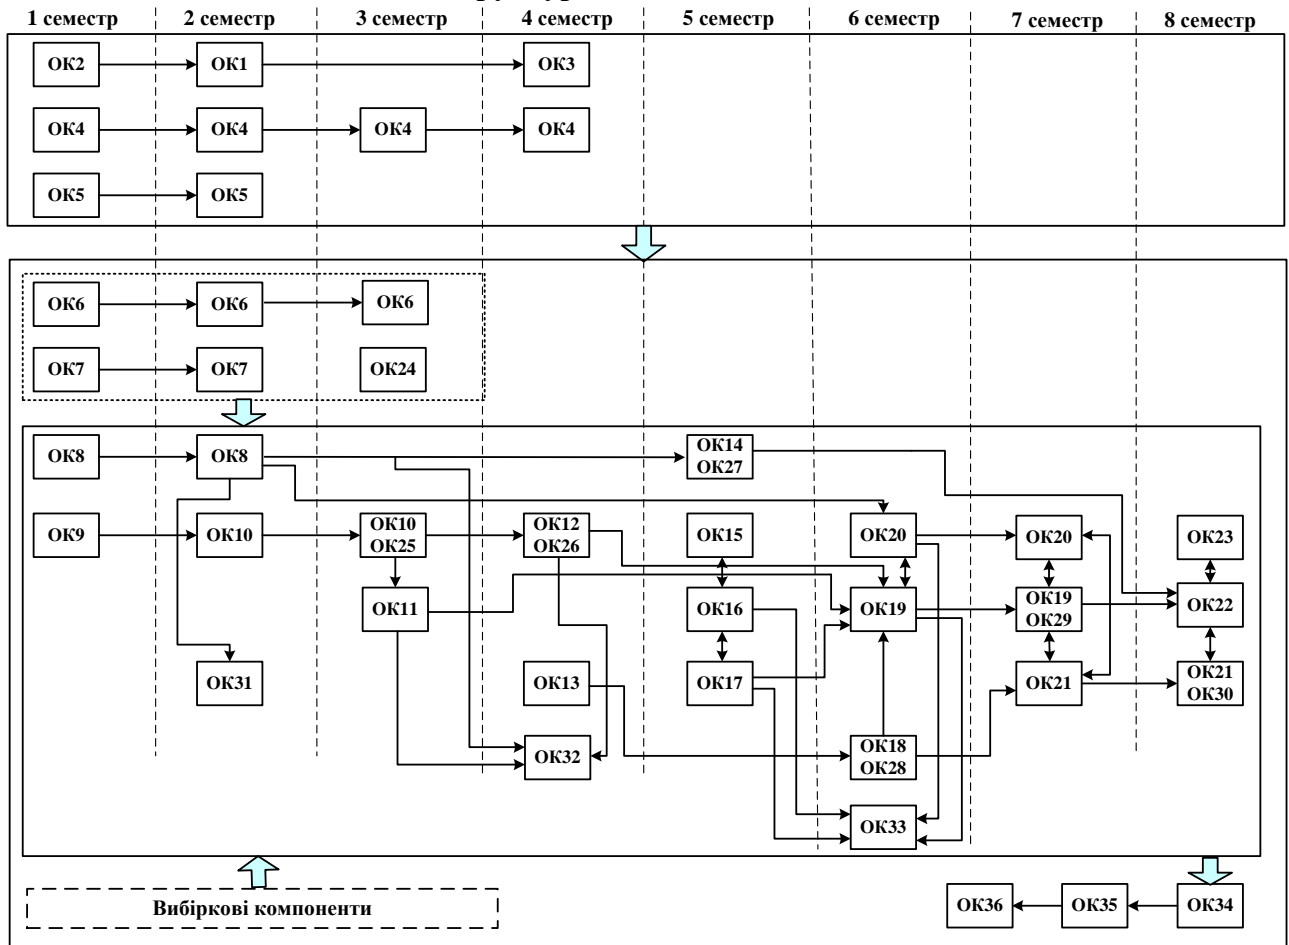 1 семестр 2 семестр 3 семестр 4 семестр 5 семестр 6 семестр 7 семестр 8 семестр
ОК2 ОК1 ОК3
ОК4 ОК4 ОК4 ОК4
ОК5 ОК5
ОК6 ОК6 ОК6
ОК7 ОК7 ОК24
ОК8 ОК8 ОК14
ОК27
ОК9 ОК10 ОК10 ОК12 ОК15 ОК20 ОК20 ОК23
ОК25 ОК26
ОК11 ОК16 ОК19 ОК19 ОК22
ОК29
ОК31 ОК13 ОК17 ОК21 ОК21
ОК30
ОК32 ОК18
ОК28
ОК33
Вибіркові компоненти ОК36 ОК35 ОК34